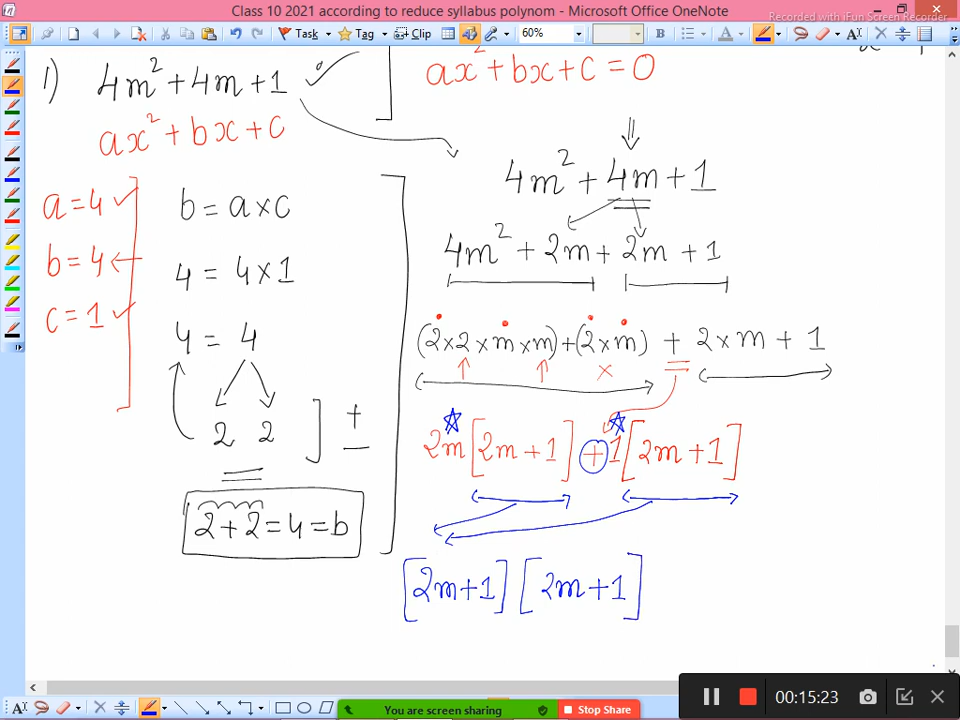 Class 10 2021 according to reduce syllabus polynom - Microsoft Office OneNote
Recorded with iFun Screen Recorder
Task Tag Clip 60% B A
1) 4m² + 4m + 1
ax² + bx + c = 0
ax² + bx + c
4m² + 4m + 1
a = 4 b = a × c
4m² + 2m + 2m + 1
b = 4 4 = 4 × 1
c = 1 4 = 4
(2 × 2 × m × m) + (2 × m) + 2 × m + 1
2 2 ] ±
2m [2m + 1] + 1 [2m + 1]
2 + 2 = 4 = b
[2m + 1] [2m + 1]
00:15:23
You are screen sharing Stop Share